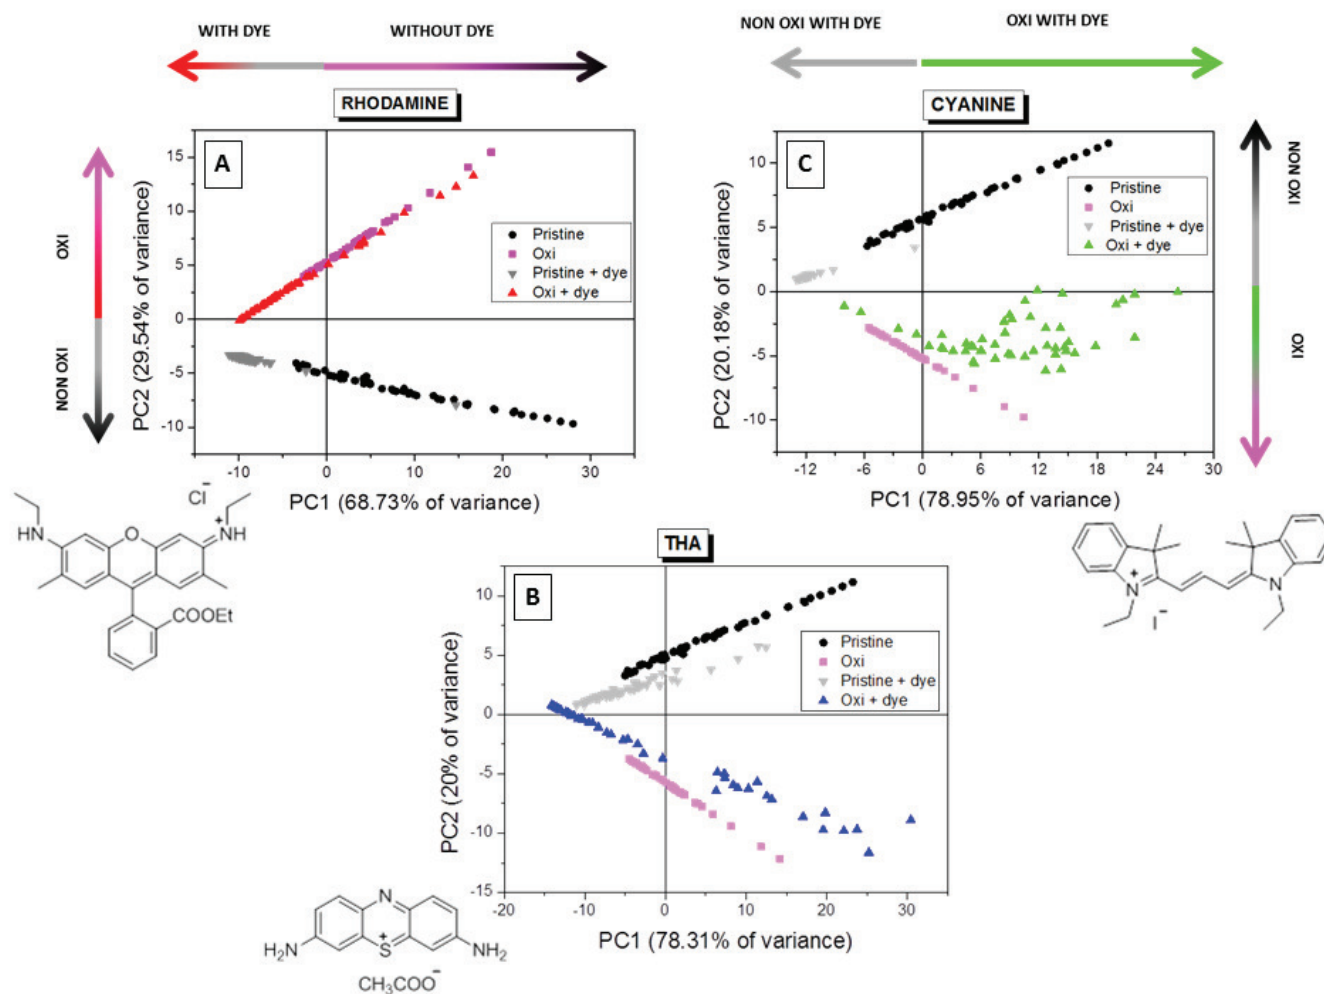 WITH DYE WITHOUT DYE
NON OXI WITH DYE OXI WITH DYE
RHODAMINE
A
OXI
NON OXI
PC2 (29.54% of variance)
15
10
5
0
-5
-10
Pristine
Oxi
Pristine + dye
Oxi + dye
-10 0 10 20 30
PC1 (68.73% of variance)
CYANINE
C
NON OXI
OXI
PC2 (20.18% of variance)
10
5
0
-5
-10
Pristine
Oxi
Pristine + dye
Oxi + dye
-12 -6 0 6 12 18 24 30
PC1 (78.95% of variance)
Cl−
HN
O
+
NH
COOEt
+
N
N
I−
THA
B
PC2 (20% of variance)
10
5
0
-5
-10
-15
Pristine
Oxi
Pristine + dye
Oxi + dye
-20 -10 0 10 20 30
PC1 (78.31% of variance)
N
H2N
+
S
NH2
CH3COO−